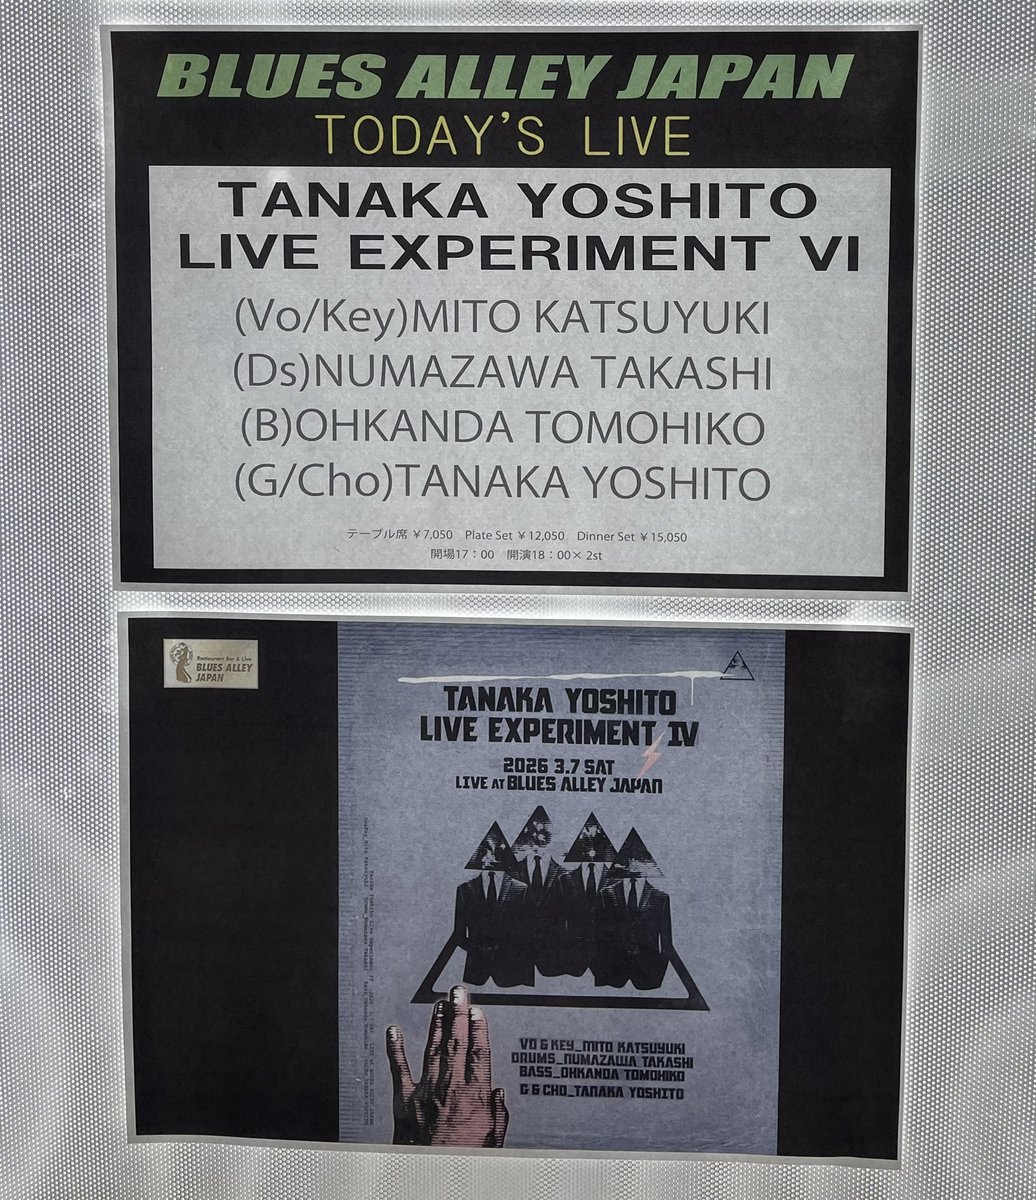 BLUES ALLEY JAPAN
TODAY'S LIVE
TANAKA YOSHITO
LIVE EXPERIMENT VI
(Vo/Key)MITO KATSUYUKI
(Ds)NUMAZAWA TAKASHI
(B)OHKANDA TOMOHIKO
(G/Cho)TANAKA YOSHITO
テーブル席 ¥7,050 Plate Set ¥12,050 Dinner Set ¥15,050
開場17：00 開演18：00× 2st
Restaurant Bar & Live
BLUES ALLEY
JAPAN
TANAKA YOSHITO
LIVE EXPERIMENT IV
2026 3.7 SAT
LIVE AT BLUES ALLEY JAPAN
VO & KEY_MITO KATSUYUKI
DRUMS_NUMAZAWA TAKASHI
BASS_OHKANDA TOMOHIKO
G & CHO_TANAKA YOSHITO